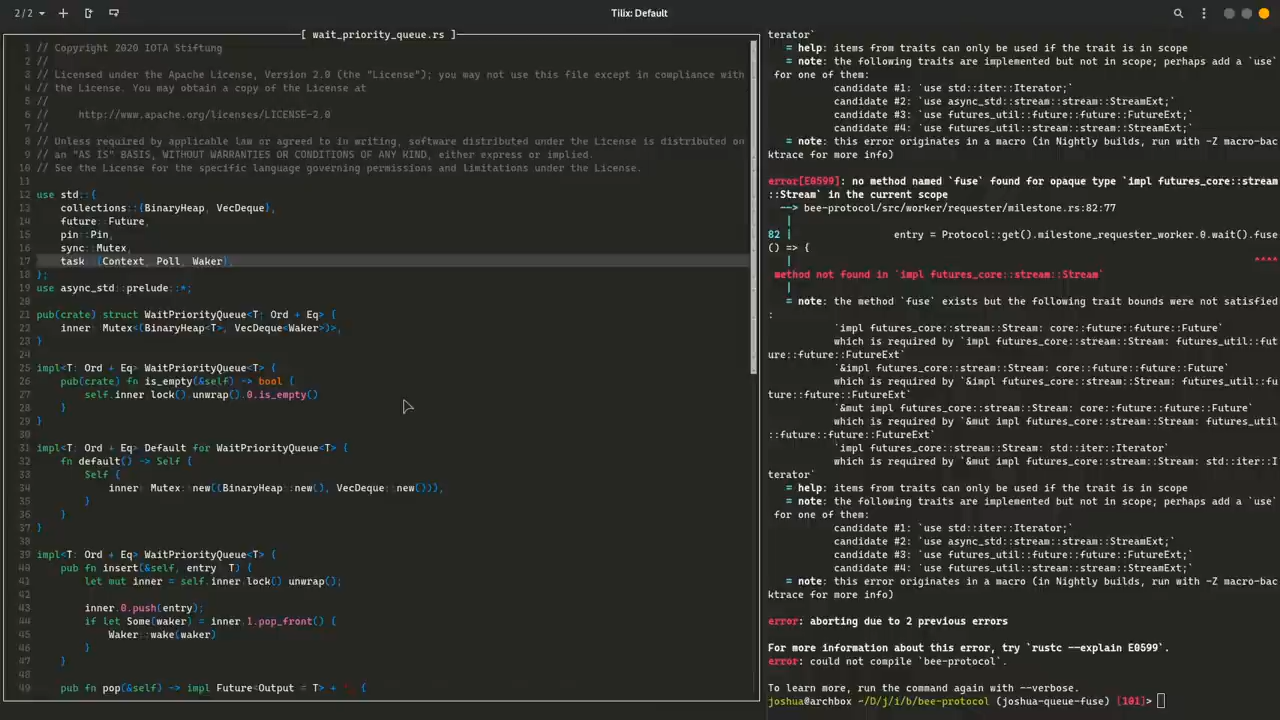 2/2
Tilix: Default
[ wait_priority_queue.rs ]
1 // Copyright 2020 IOTA Stiftung
2 //
3 // Licensed under the Apache License, Version 2.0 (the "License"); you may not use this file except in compliance with
4 // the License. You may obtain a copy of the License at
5 //
6 //     http://www.apache.org/licenses/LICENSE-2.0
7 //
8 // Unless required by applicable law or agreed to in writing, software distributed under the License is distributed on
9 // an "AS IS" BASIS, WITHOUT WARRANTIES OR CONDITIONS OF ANY KIND, either express or implied.
10 // See the License for the specific language governing permissions and limitations under the License.
11
12 use std::{
13     collections::{BinaryHeap, VecDeque},
14     future::Future,
15     pin::Pin,
16     sync::Mutex,
17     task::{Context, Poll, Waker},
18 };
19 use async_std::prelude::*;
20
21 pub(crate) struct WaitPriorityQueue<T: Ord + Eq> {
22     inner: Mutex<(BinaryHeap<T>, VecDeque<Waker>)>,
23 }
24
25 impl<T: Ord + Eq> WaitPriorityQueue<T> {
26     pub(crate) fn is_empty(&self) -> bool {
27         self.inner.lock().unwrap().0.is_empty()
28     }
29 }
30
31 impl<T: Ord + Eq> Default for WaitPriorityQueue<T> {
32     fn default() -> Self {
33         Self {
34             inner: Mutex::new((BinaryHeap::new(), VecDeque::new())),
35         }
36     }
37 }
38
39 impl<T: Ord + Eq> WaitPriorityQueue<T> {
40     pub fn insert(&self, entry: T) {
41         let mut inner = self.inner.lock().unwrap();
42
43         inner.0.push(entry);
44         if let Some(waker) = inner.1.pop_front() {
45             Waker::wake(waker)
46         }
47     }
48
49     pub fn pop(&self) -> impl Future<Output = T> + '_ {
terator`
= help: items from traits can only be used if the trait is in scope
= note: the following traits are implemented but not in scope; perhaps add a `use`
for one of them:
candidate #1: `use std::iter::Iterator;`
candidate #2: `use async_std::stream::stream::StreamExt;`
candidate #3: `use futures_util::future::future::FutureExt;`
candidate #4: `use futures_util::stream::stream::StreamExt;`
= note: this error originates in a macro (in Nightly builds, run with -Z macro-bac
ktrace for more info)
error[E0599]: no method named `fuse` found for opaque type `impl futures_core::stream
::Stream` in the current scope
--> bee-protocol/src/worker/requester/milestone.rs:82:77
|
82 |             entry = Protocol::get().milestone_requester_worker.0.wait().fuse
() => {
| ^^^^
method not found in `impl futures_core::stream::Stream`
|
= note: the method `fuse` exists but the following trait bounds were not satisfied
:
`impl futures_core::stream::Stream: core::future::future::Future`
which is required by `impl futures_core::stream::Stream: futures_util::fut
ure::future::FutureExt`
`&impl futures_core::stream::Stream: core::future::future::Future`
which is required by `&impl futures_core::stream::Stream: futures_util::fu
ture::future::FutureExt`
`&mut impl futures_core::stream::Stream: core::future::future::Future`
which is required by `&mut impl futures_core::stream::Stream: futures_util
::future::future::FutureExt`
`impl futures_core::stream::Stream: std::iter::Iterator`
which is required by `&mut impl futures_core::stream::Stream: std::iter::I
terator`
= help: items from traits can only be used if the trait is in scope
= note: the following traits are implemented but not in scope; perhaps add a `use`
for one of them:
candidate #1: `use std::iter::Iterator;`
candidate #2: `use async_std::stream::stream::StreamExt;`
candidate #3: `use futures_util::future::future::FutureExt;`
candidate #4: `use futures_util::stream::stream::StreamExt;`
= note: this error originates in a macro (in Nightly builds, run with -Z macro-bac
ktrace for more info)
error: aborting due to 2 previous errors
For more information about this error, try `rustc --explain E0599`.
error: could not compile `bee-protocol`.
To learn more, run the command again with --verbose.
joshua@archbox ~/D/j/i/b/bee-protocol (joshua-queue-fuse) [101]>